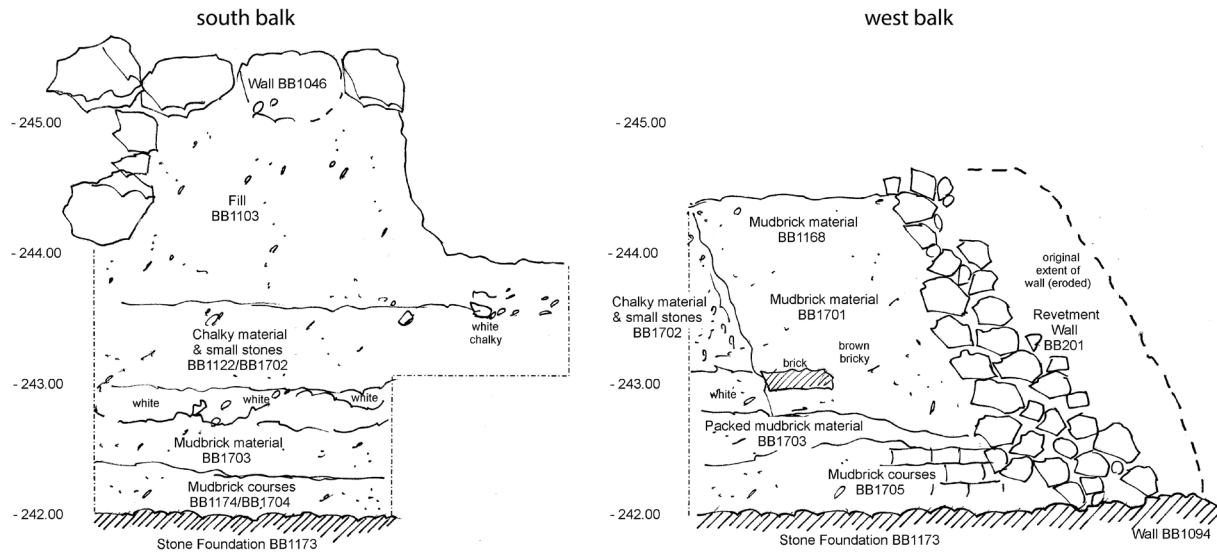 south balk
Wall BB1046
- 245.00
Fill
BB1103
- 244.00
white
chalky
Chalky material
& small stones
BB1122/BB1702
- 243.00
white
white
white
Mudbrick material
BB1703
Mudbrick courses
BB1174/BB1704
- 242.00
Stone Foundation BB1173
west balk
- 245.00
Mudbrick material
BB1168
- 244.00
original
extent of
wall (eroded)
Chalky material
& small stones
BB1702
Mudbrick material
BB1701
Revetment
Wall
BB201
brown
bricky
brick
- 243.00
white
Packed mudbrick material
BB1703
Mudbrick courses
BB1705
- 242.00
Stone Foundation BB1173
Wall BB1094